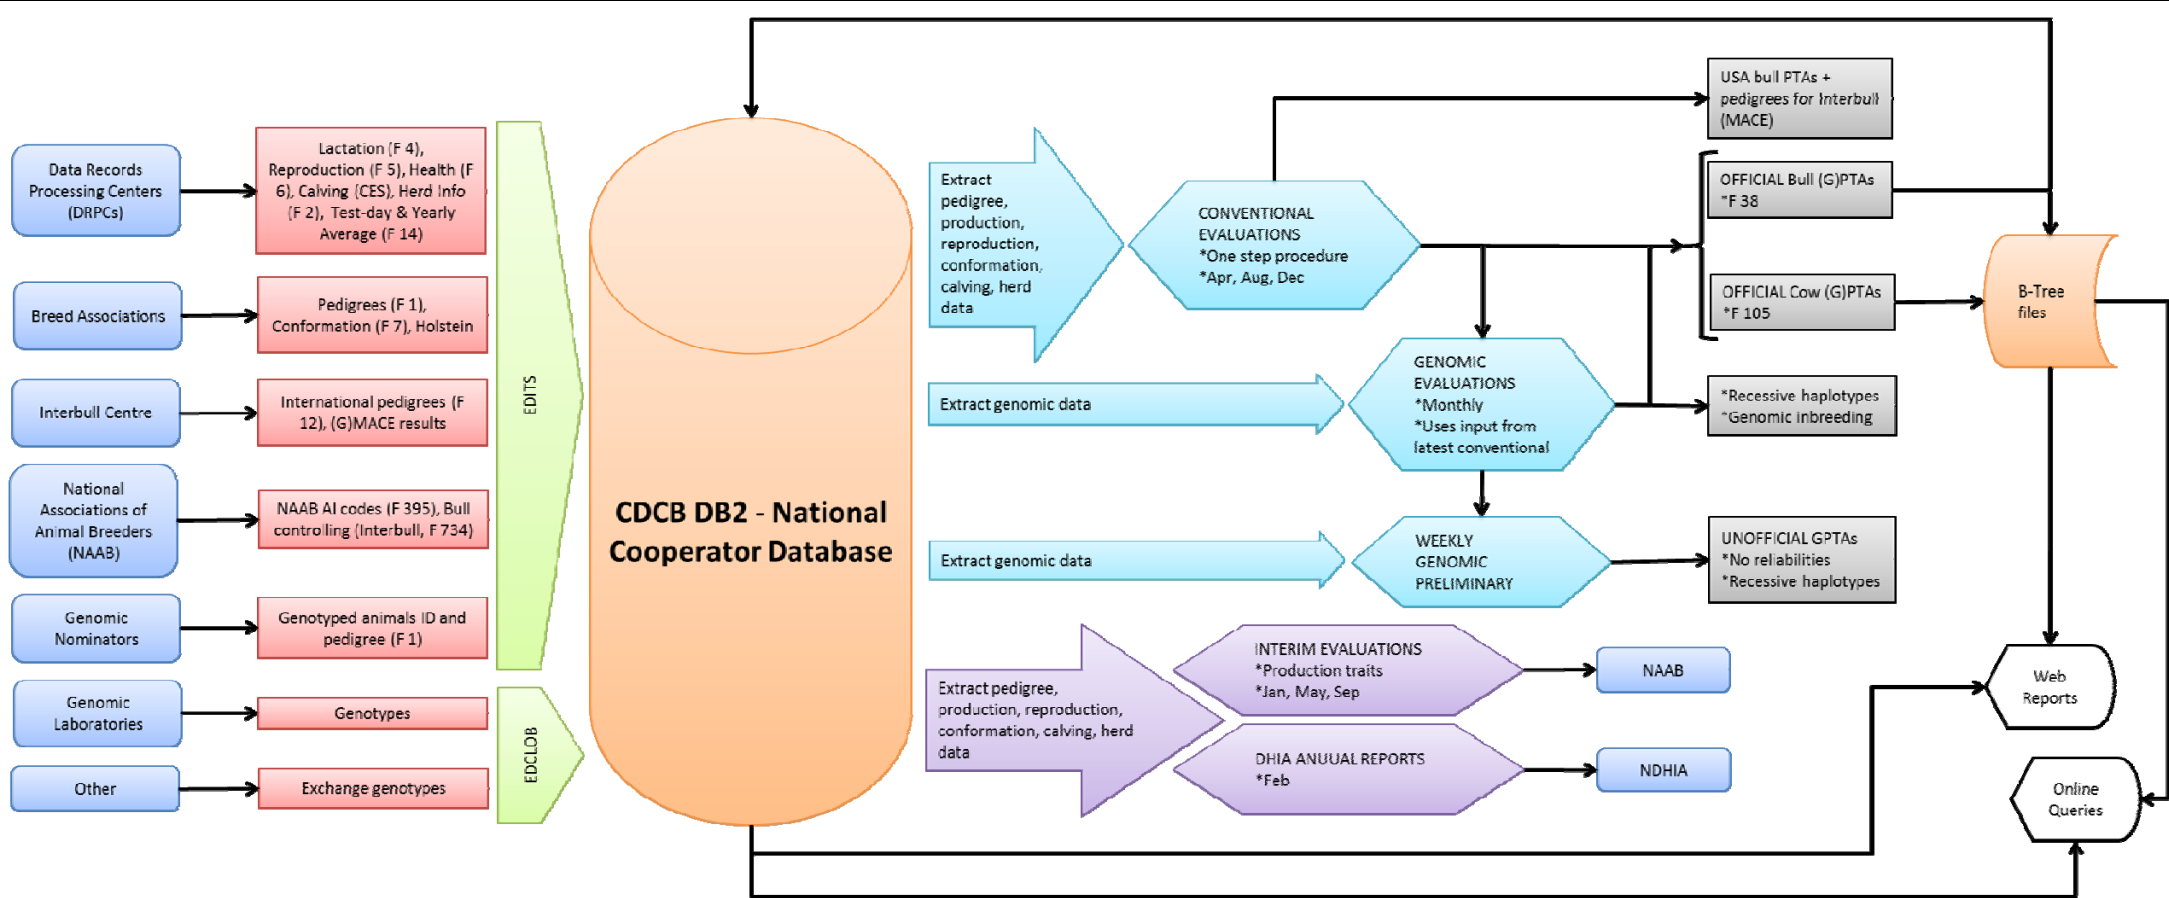 Data Records
Processing Centers
(DRPCs)
Lactation (F 4),
Reproduction (F 5), Health (F
6), Calving (CES), Herd Info
(F 2), Test-day & Yearly
Average (F 14)
Breed Associations
Pedigrees (F 1),
Conformation (F 7), Holstein
Interbull Centre
International pedigrees (F
12), (G)MACE results
National
Associations of
Animal Breeders
(NAAB)
NAAB AI codes (F 395), Bull
controlling (Interbull, F 734)
Genomic
Nominators
Genotyped animals ID and
pedigree (F 1)
Genomic
Laboratories
Genotypes
Other
Exchange genotypes
EDITS
EDCLOB
CDCB DB2 - National
Cooperator Database
Extract
pedigree,
production,
reproduction,
conformation,
calving, herd
data
CONVENTIONAL
EVALUATIONS
*One step procedure
*Apr, Aug, Dec
USA bull PTAs +
pedigrees for Interbull
(MACE)
OFFICIAL Bull (G)PTAs
*F 38
OFFICIAL Cow (G)PTAs
*F 105
Extract genomic data
GENOMIC
EVALUATIONS
*Monthly
*Uses input from
latest conventional
*Recessive haplotypes
*Genomic inbreeding
Extract genomic data
WEEKLY
GENOMIC
PRELIMINARY
UNOFFICIAL GPTAs
*No reliabilities
*Recessive haplotypes
Extract pedigree,
production, reproduction,
conformation, calving, herd
data
INTERIM EVALUATIONS
*Production traits
*Jan, May, Sep
NAAB
DHIA ANUUAL REPORTS
*Feb
NDHIA
B-Tree
files
Web
Reports
Online
Queries